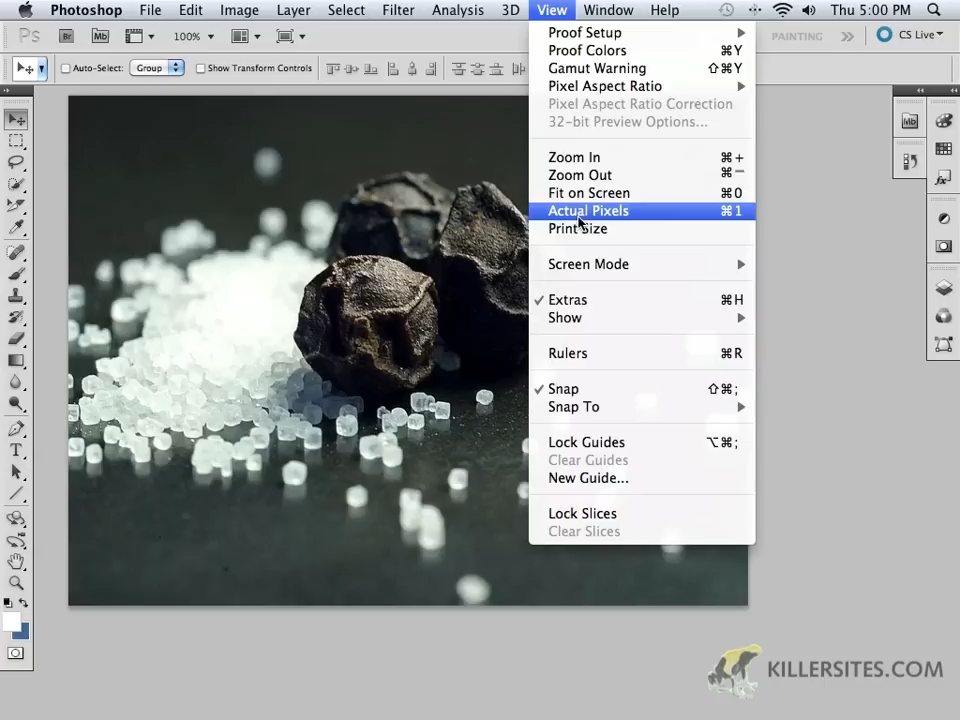 Photoshop File Edit Image Layer Select Filter Analysis 3D View Window Help Thu 5:00 PM
Ps Br Mb 100% PAINTING >> CS Live
Auto-Select: Group Show Transform Controls
Mb
Proof Setup
Proof Colors ⌘Y
Gamut Warning ⇧⌘Y
Pixel Aspect Ratio
Pixel Aspect Ratio Correction
32-bit Preview Options...
Zoom In ⌘+
Zoom Out ⌘−
Fit on Screen ⌘0
Actual Pixels ⌘1
Print Size
Screen Mode
Extras ⌘H
Show
Rulers ⌘R
Snap ⇧⌘;
Snap To
Lock Guides ⌥⌘;
Clear Guides
New Guide...
Lock Slices
Clear Slices
KILLERSITES.COM